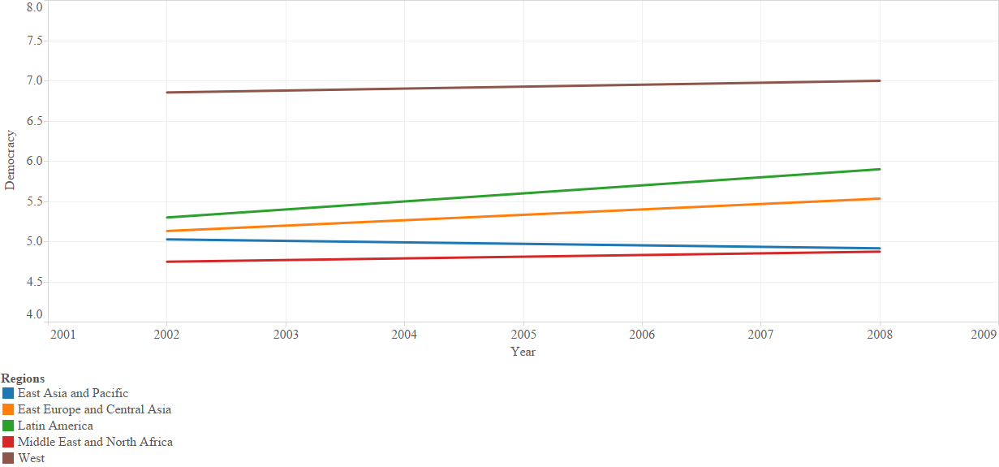 8.0
7.5
7.0
6.5
6.0
5.5
5.0
4.5
4.0
Democracy
2001 2002 2003 2004 2005 2006 2007 2008 2009
Year
Regions
East Asia and Pacific
East Europe and Central Asia
Latin America
Middle East and North Africa
West